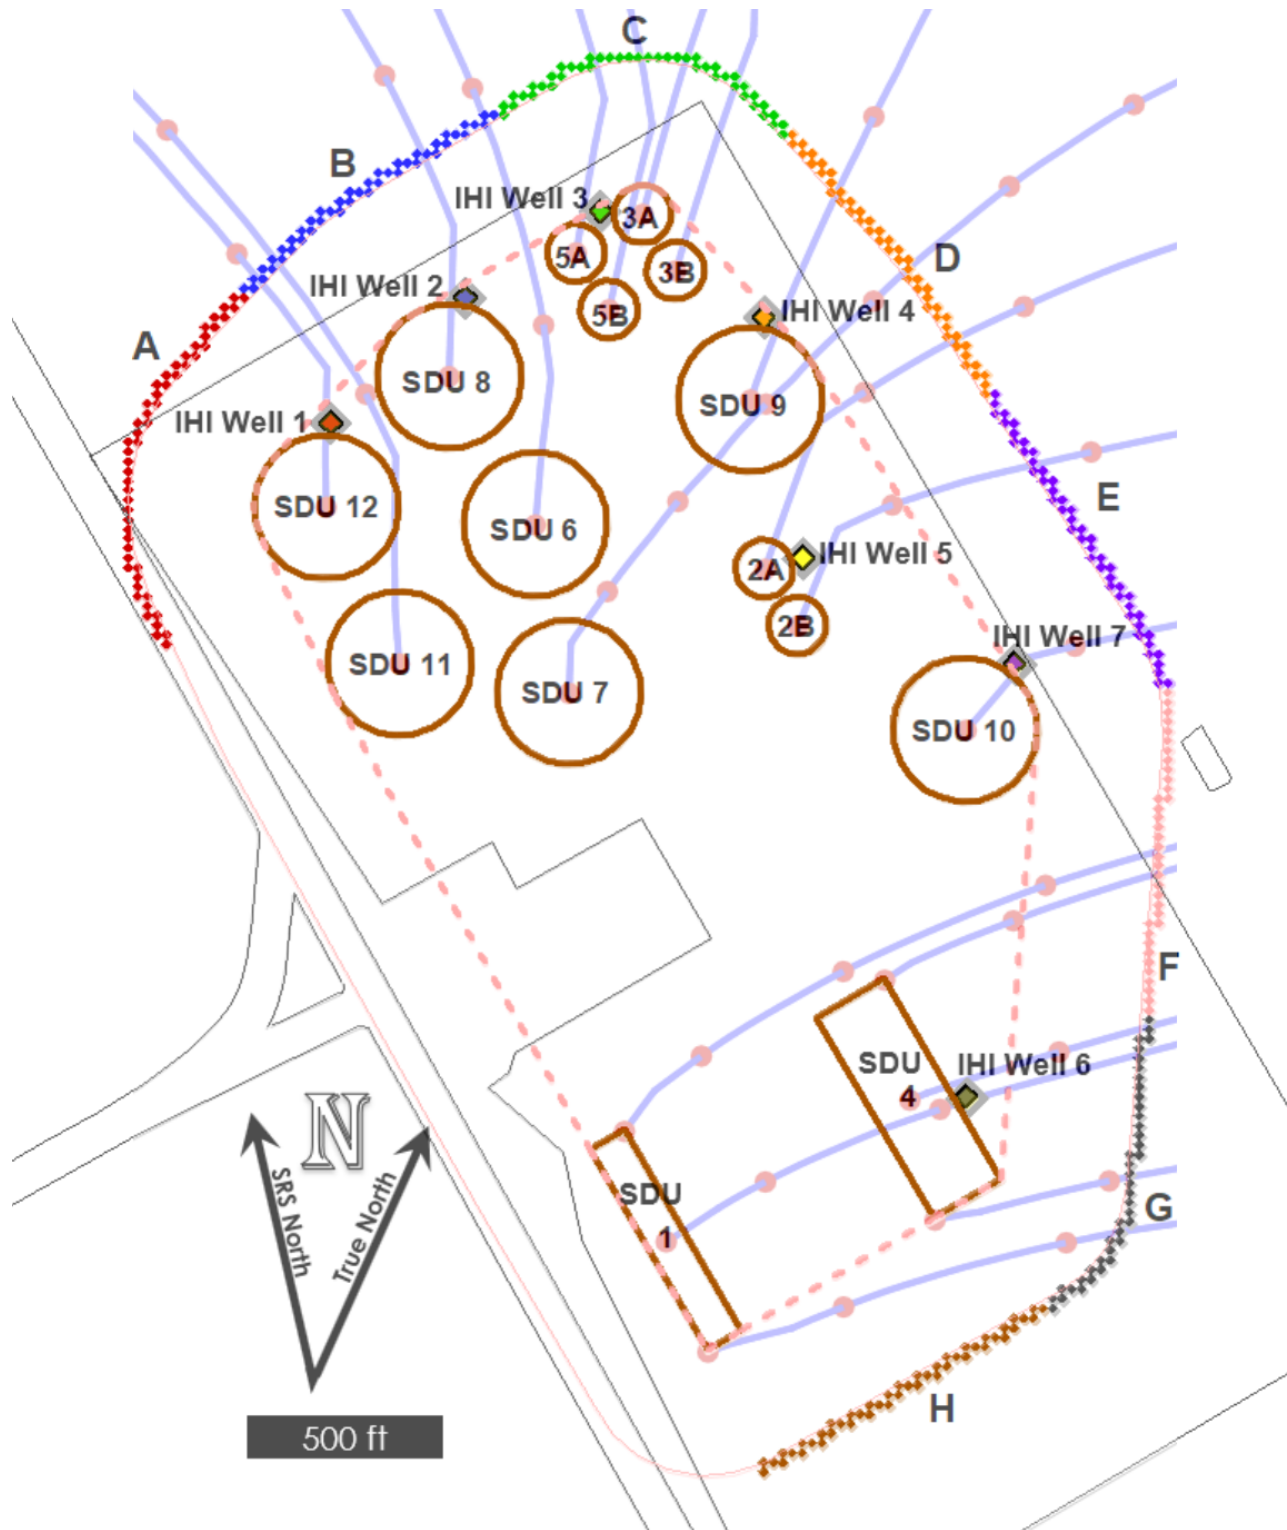 C
B
IHI Well 3
3A
5A
3B
D
IHI Well 2
5B
IHI Well 4
A
SDU 8
SDU 9
IHI Well 1
SDU 12
SDU 6
E
IHI Well 5
2A
2B
IHI Well 7
SDU 11
SDU 7
SDU 10
F
SDU
4
IHI Well 6
N
SRS North
True North
SDU
1
G
H
500 ft